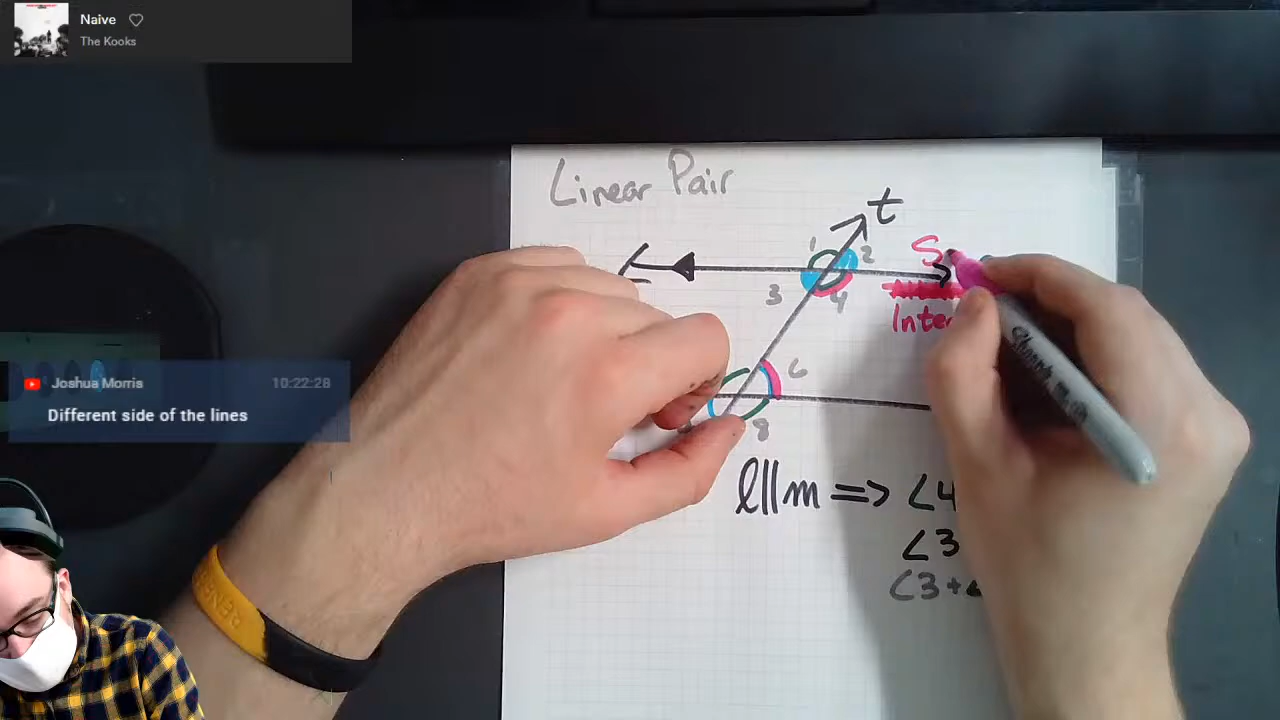 Naive
The Kooks
Linear Pair
t
1
2
S
3
4
Inte
Joshua Morris
10:22:28
Different side of the lines
6
8
l||m => <4
<3
<3+